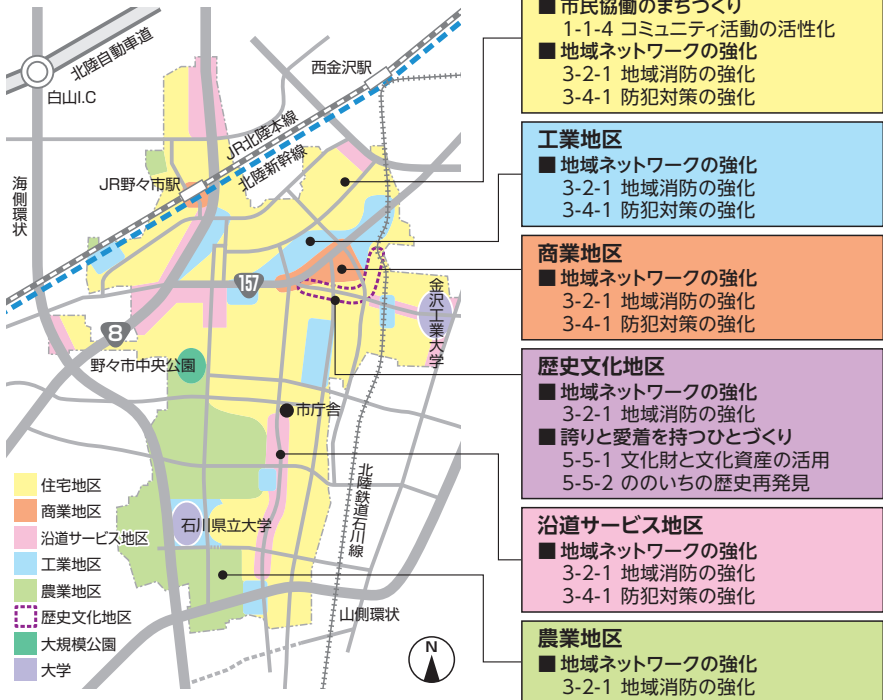 北陸自動車道
白山I.C
西金沢駅
JR北陸本線
北陸新幹線
JR野々市駅
海側環状
157
8
金沢工業大学
野々市中央公園
市庁舎
北陸鉄道石川線
石川県立大学
山側環状
N
住宅地区
商業地区
沿道サービス地区
工業地区
農業地区
歴史文化地区
大規模公園
大学
■ 市民協働のまちづくり
1-1-4 コミュニティ活動の活性化
■ 地域ネットワークの強化
3-2-1 地域消防の強化
3-4-1 防犯対策の強化
工業地区
■ 地域ネットワークの強化
3-2-1 地域消防の強化
3-4-1 防犯対策の強化
商業地区
■ 地域ネットワークの強化
3-2-1 地域消防の強化
3-4-1 防犯対策の強化
歴史文化地区
■ 地域ネットワークの強化
3-2-1 地域消防の強化
■ 誇りと愛着を持つひとづくり
5-5-1 文化財と文化資産の活用
5-5-2 ののいちの歴史再発見
沿道サービス地区
■ 地域ネットワークの強化
3-2-1 地域消防の強化
3-4-1 防犯対策の強化
農業地区
■ 地域ネットワークの強化
3-2-1 地域消防の強化